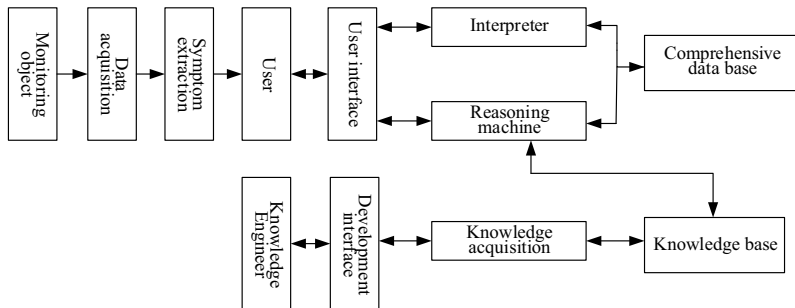 Monitoring
object
Data
acquisition
Symptom
extraction
User
User interface
Interpreter
Reasoning
machine
Comprehensive
data base
Knowledge
Engineer
Development
interface
Knowledge
acquisition
Knowledge base